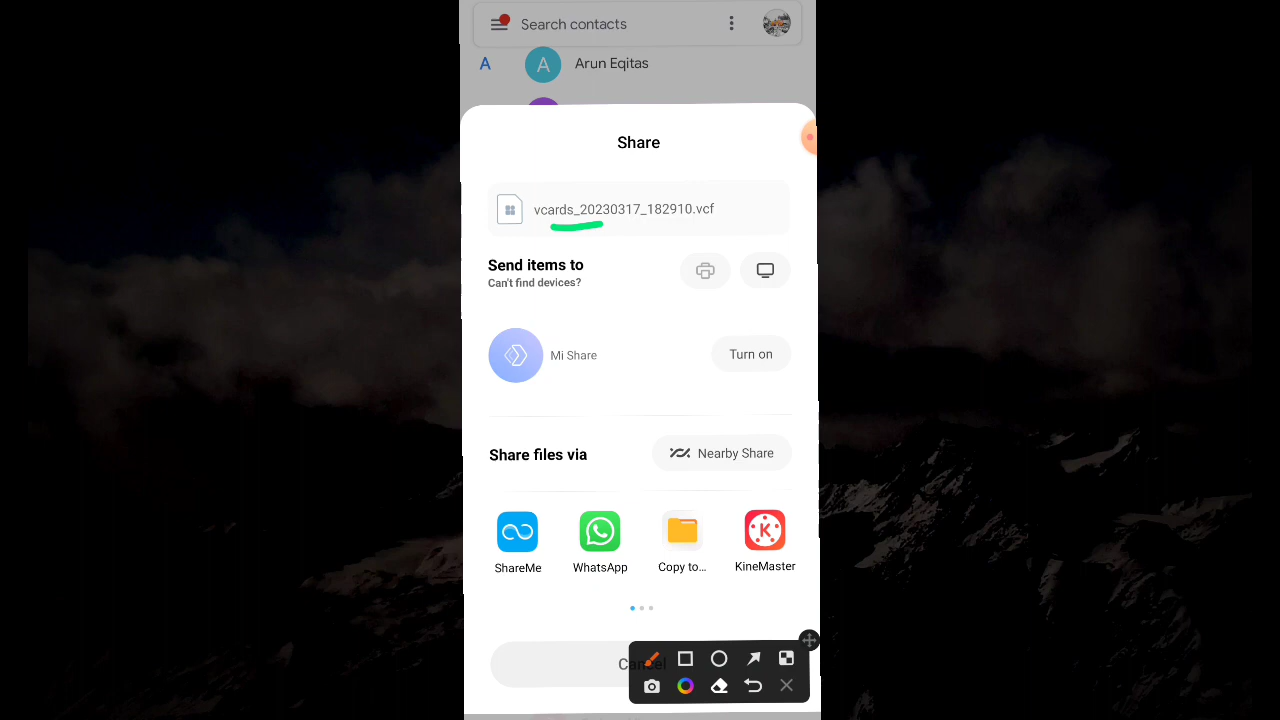 Search contacts
A
A
Arun Eqitas
Share
vcards_20230317_182910.vcf
Send items to
Can't find devices?
Mi Share
Turn on
Share files via
Nearby Share
K
ShareMe
WhatsApp
Copy to...
KineMaster
Cancel